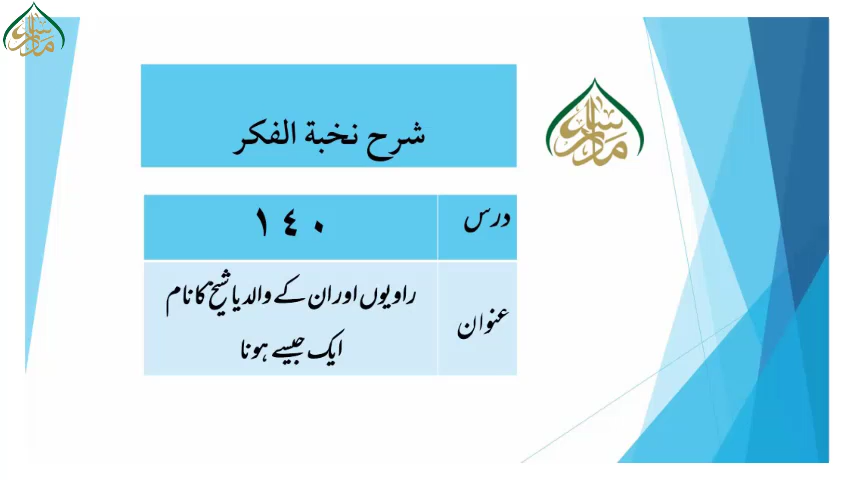 شرح نخبة الفكر
درس
١٤٠
عنوان
راویوں اور ان کے والد یا شیخ کا نام
ایک جیسے ہونا